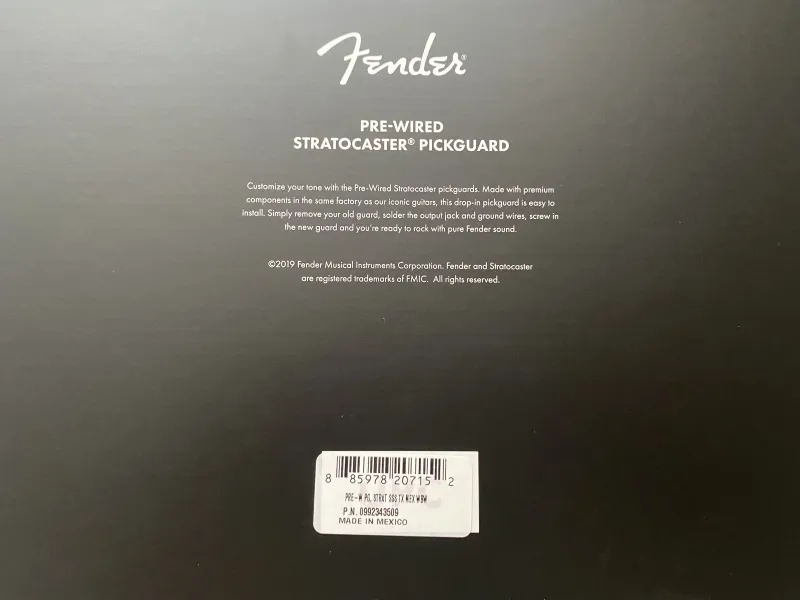 Fender®
PRE-WIRED
STRATOCASTER® PICKGUARD
Customize your tone with the Pre-Wired Stratocaster pickguards. Made with premium
components in the same factory as our iconic guitars, this drop-in pickguard is easy to
install. Simply remove your old guard, solder the output jack and ground wires, screw in
the new guard and you're ready to rock with pure Fender sound.
©2019 Fender Musical Instruments Corporation. Fender and Stratocaster
are registered trademarks of FMIC. All rights reserved.
8 85978 20715 2
PRE-W PG, STRAT SSS TX MEX WBW
P.N. 0992343509
MADE IN MEXICO